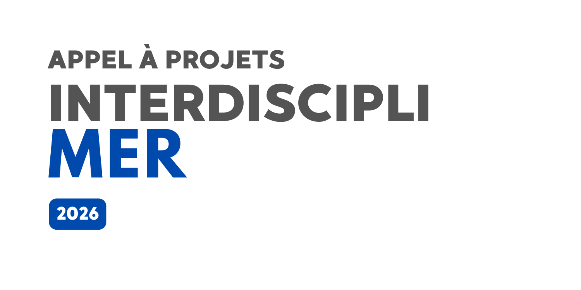 APPEL À PROJETS
INTERDISCIPLI
MER
2026